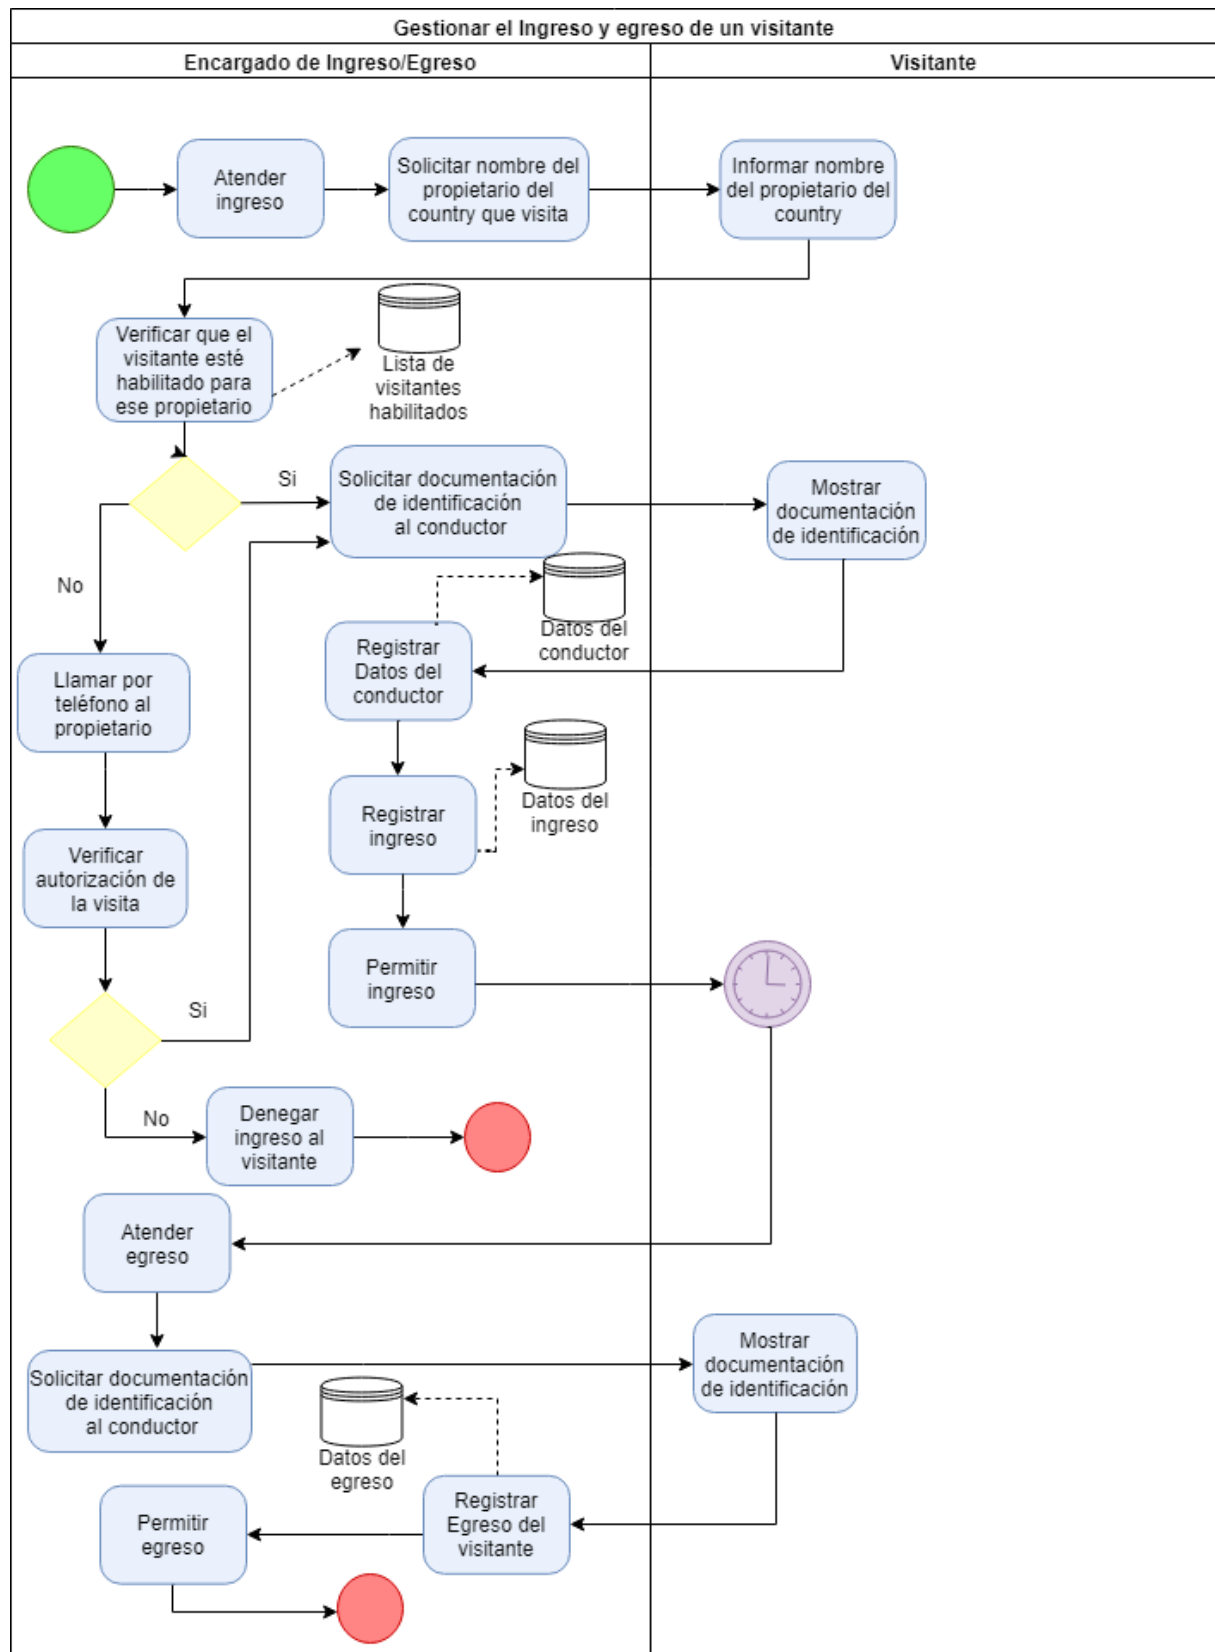 Gestionar el Ingreso y egreso de un visitante
Encargado de Ingreso/Egreso
Visitante
Atender
ingreso
Solicitar nombre del
propietario del
country que visita
Informar nombre
del propietario del
country
Verificar que el
visitante esté
habilitado para
ese propietario
Lista de
visitantes
habilitados
Si
Solicitar documentación
de identificación
al conductor
Mostrar
documentación
de identificación
No
Datos del
conductor
Registrar
Datos del
conductor
Llamar por
teléfono al
propietario
Datos del
ingreso
Registrar
ingreso
Verificar
autorización de
la visita
Permitir
ingreso
Si
No
Denegar
ingreso al
visitante
Atender
egreso
Solicitar documentación
de identificación
al conductor
Mostrar
documentación
de identificación
Datos del
egreso
Registrar
Egreso del
visitante
Permitir
egreso